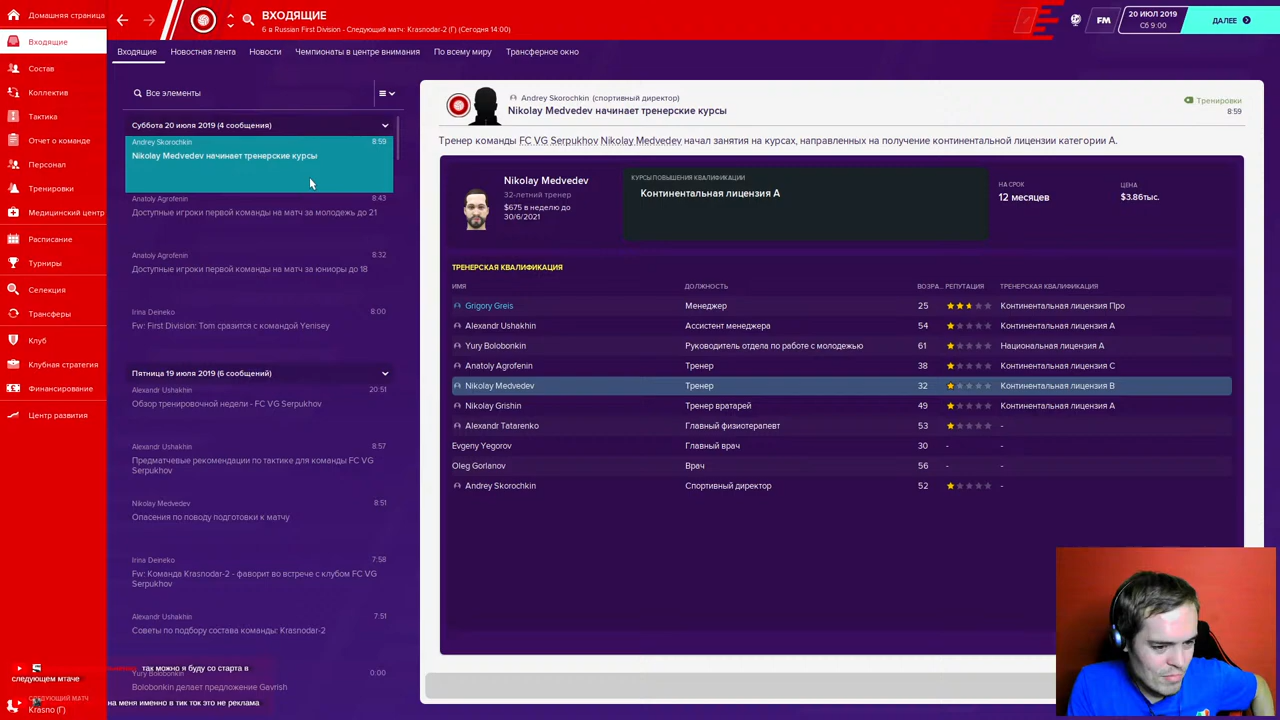 Домашняя страница
Входящие
Состав
Коллектив
Тактика
Отчет о команде
Персонал
Тренировки
Медицинский центр
Расписание
Турниры
Селекция
Трансферы
Клуб
Клубная стратегия
Финансирование
Центр развития
ВХОДЯЩИЕ
6 в Russian First Division - Следующий матч: Krasnodar-2 (Г) (Сегодня 14:00)
FM
20 ИЮЛ 2019
Сб 9:00
ДАЛЕЕ
Входящие Новостная лента Новости Чемпионаты в центре внимания По всему миру Трансферное окно
Все элементы
Суббота 20 июля 2019 (4 сообщения)
Andrey Skorochkin 8:59
Nikolay Medvedev начинает тренерские курсы
Anatoly Agrofenin 8:43
Доступные игроки первой команды на матч за молодежь до 21
Anatoly Agrofenin 8:32
Доступные игроки первой команды на матч за юниоры до 18
Irina Deineko 8:00
Fw: First Division: Tom сразится с командой Yenisey
Пятница 19 июля 2019 (6 сообщений)
Alexandr Ushakhin 20:51
Обзор тренировочной недели - FC VG Serpukhov
Alexandr Ushakhin 8:57
Предматчевые рекомендации по тактике для команды FC VG
Serpukhov
Nikolay Medvedev 8:51
Опасения по поводу подготовки к матчу
Irina Deineko 7:58
Fw: Команда Krasnodar-2 - фаворит во встрече с клубом FC VG
Serpukhov
Alexandr Ushakhin 7:51
Советы по подбору состава команды: Krasnodar-2
Yury Bolobonkin 0:00
Bolobonkin делает предложение Gavrish
Andrey Skorochkin (спортивный директор)
Nikolay Medvedev начинает тренерские курсы
Тренировки
8:59
Тренер команды FC VG Serpukhov Nikolay Medvedev начал занятия на курсах, направленных на получение континентальной лицензии категории A.
Nikolay Medvedev
32-летний тренер
$675 в неделю до
30/6/2021
КУРСЫ ПОВЫШЕНИЯ КВАЛИФИКАЦИИ
Континентальная лицензия A
НА СРОК
12 месяцев
ЦЕНА
$3.86тыс.
ТРЕНЕРСКАЯ КВАЛИФИКАЦИЯ
ИМЯ ДОЛЖНОСТЬ ВОЗРА... РЕПУТАЦИЯ ТРЕНЕРСКАЯ КВАЛИФИКАЦИЯ
Grigory Greis Менеджер 25 Континентальная лицензия Про
Alexandr Ushakhin Ассистент менеджера 54 Континентальная лицензия A
Yury Bolobonkin Руководитель отдела по работе с молодежью 61 Национальная лицензия A
Anatoly Agrofenin Тренер 38 Континентальная лицензия C
Nikolay Medvedev Тренер 32 Континентальная лицензия B
Nikolay Grishin Тренер вратарей 49 Континентальная лицензия A
Alexandr Tatarenko Главный физиотерапевт 53 -
Evgeny Yegorov Главный врач 30 - -
Oleg Gorlanov Врач 56 - -
Andrey Skorochkin Спортивный директор 52 -
так можно я буду со старта в
следующем мтаче
СЛЕДУЮЩИЙ МАТЧ
на меня именно в тик ток это не реклама
Krasno (Г)